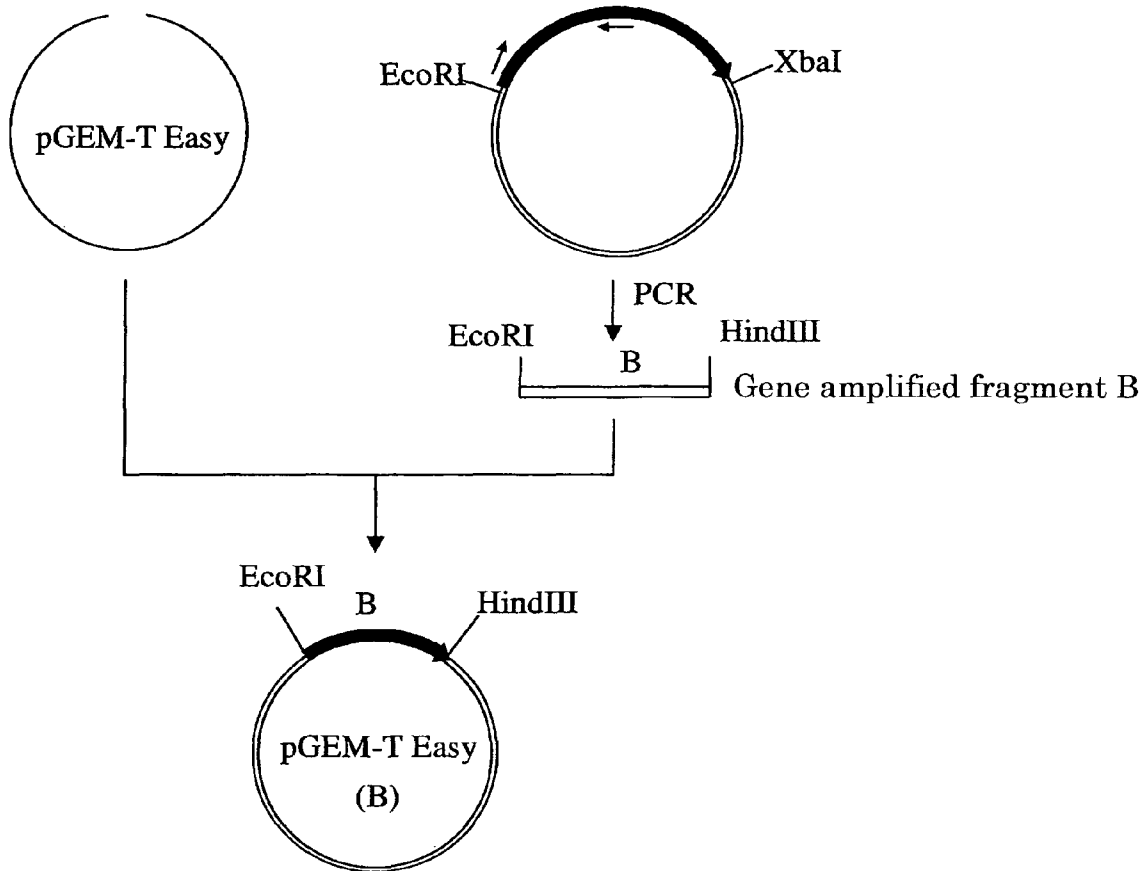 XbaI
EcoRI
pGEM-T Easy
PCR
EcoRI
HindIII
B
Gene amplified fragment B
EcoRI
B
HindIII
pGEM-T Easy
(B)